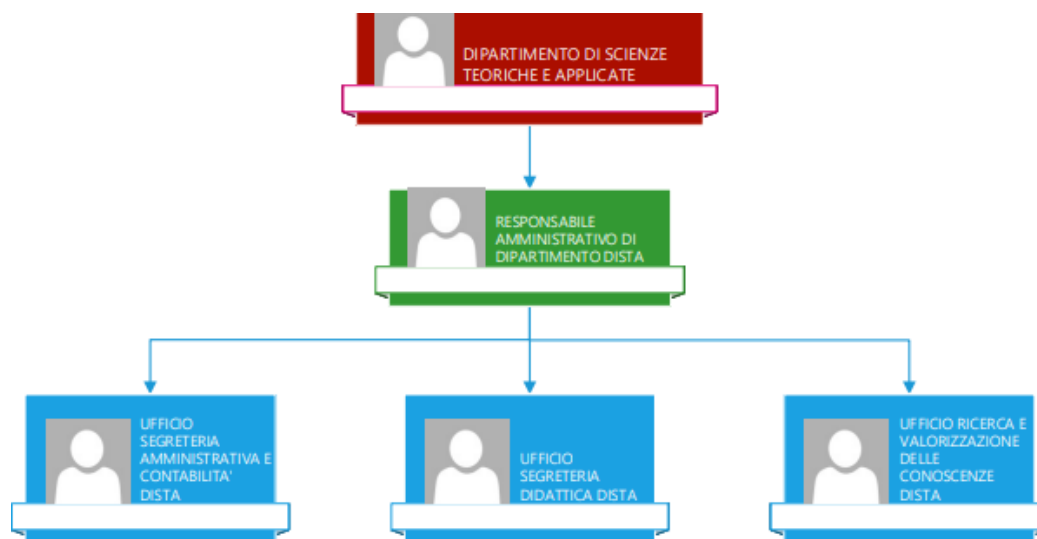 DIPARTIMENTO DI SCIENZE
TEORICHE E APPLICATE
RESPONSABILE
AMMINISTRATIVO DI
DIPARTIMENTO DISTA
UFFICIO
SEGRETERIA
AMMINISTRATIVA E
CONTABILITA'
DISTA
UFFICIO
SEGRETERIA
DIDATTICA DISTA
UFFICIO RICERCA E
VALORIZZAZIONE
DELLE
CONOSCENZE
DISTA